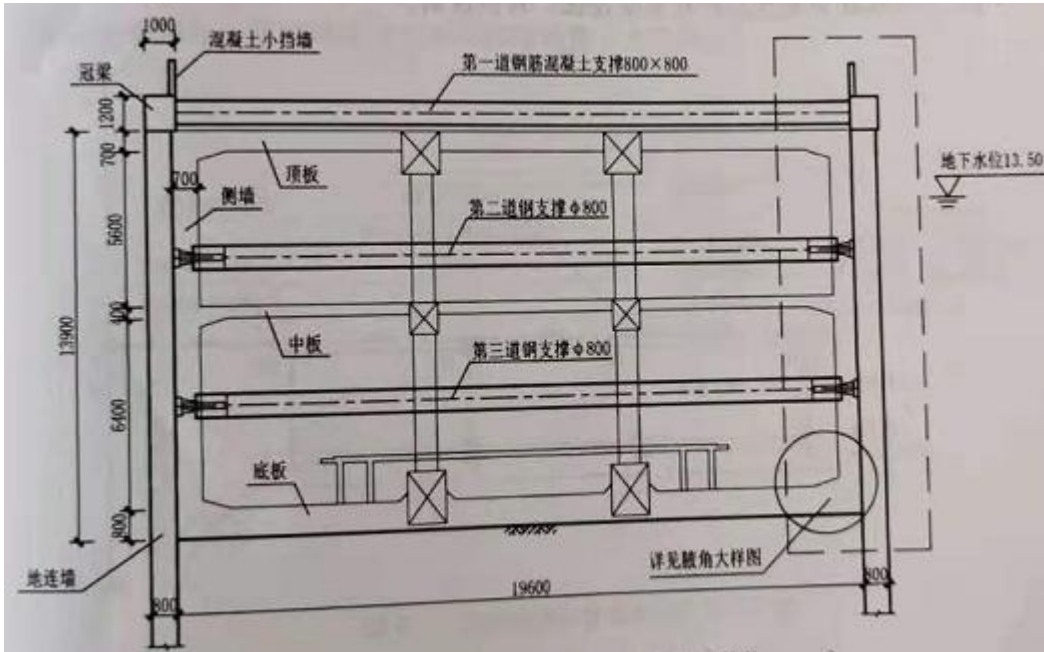 1000
混凝土小挡墙
第一道钢筋混凝土支撑800×800
冠梁
1200
700
顶板
地下水位13.50
700
侧墙
第二道钢支撑φ800
5600
400
中板
13900
第三道钢支撑φ800
6400
底板
800
详见腋角大样图
地连墙
19600
800
800